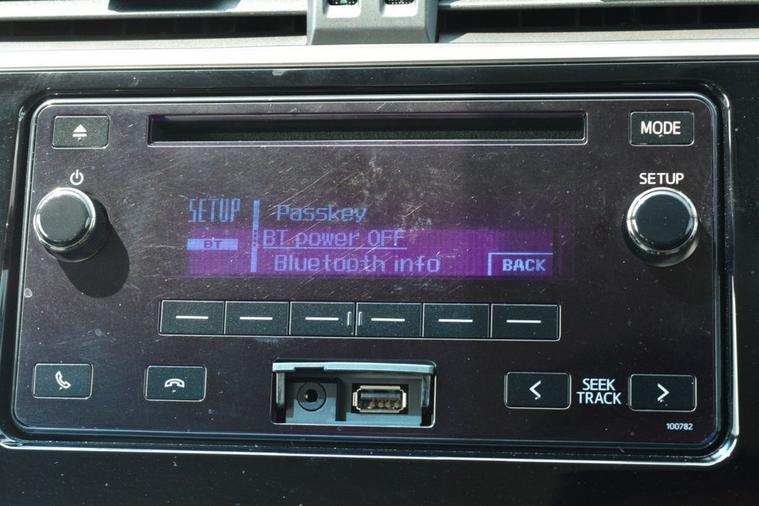 MODE
SETUP
SETUP
Passkey
BT
BT power OFF
Bluetooth info
BACK
SEEK
TRACK
100782